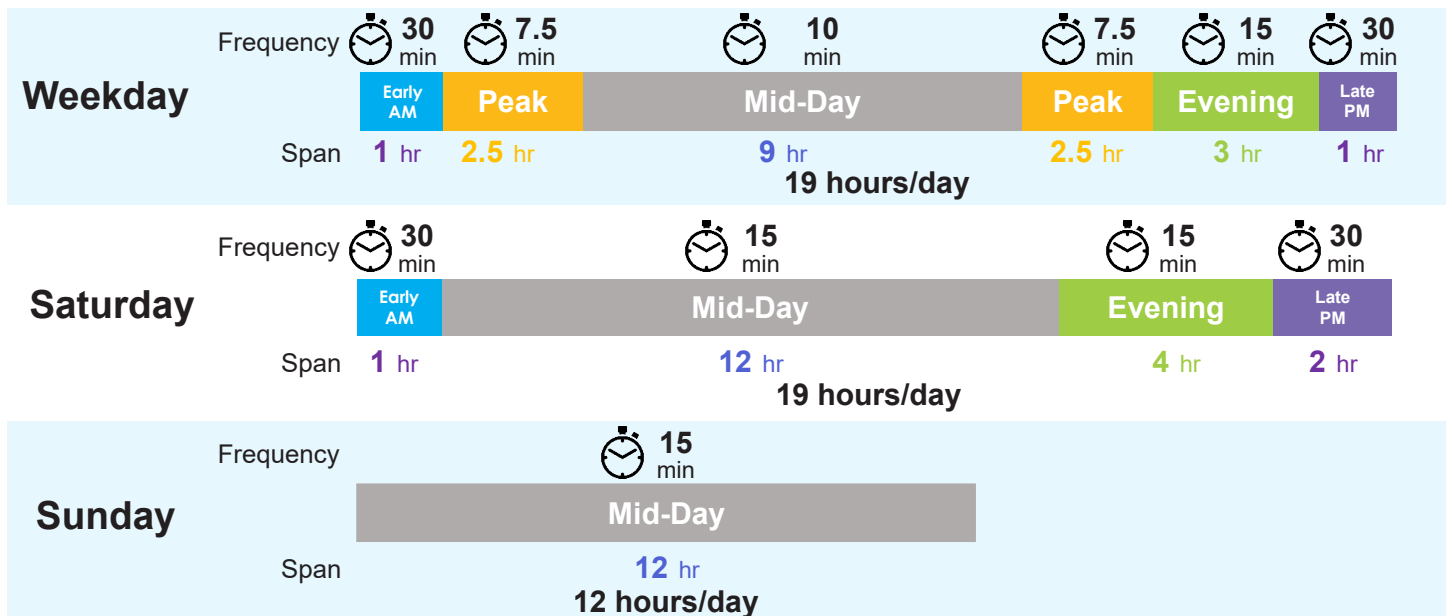 Frequency 30 min 7.5 min 10 min 7.5 min 15 min 30 min
Weekday
Early AM Peak Mid-Day Peak Evening Late PM
Span 1 hr 2.5 hr 9 hr 2.5 hr 3 hr 1 hr
19 hours/day
Frequency 30 min 15 min 15 min 30 min
Saturday
Early AM Mid-Day Evening Late PM
Span 1 hr 12 hr 4 hr 2 hr
19 hours/day
Frequency 15 min
Sunday
Mid-Day
Span 12 hr
12 hours/day